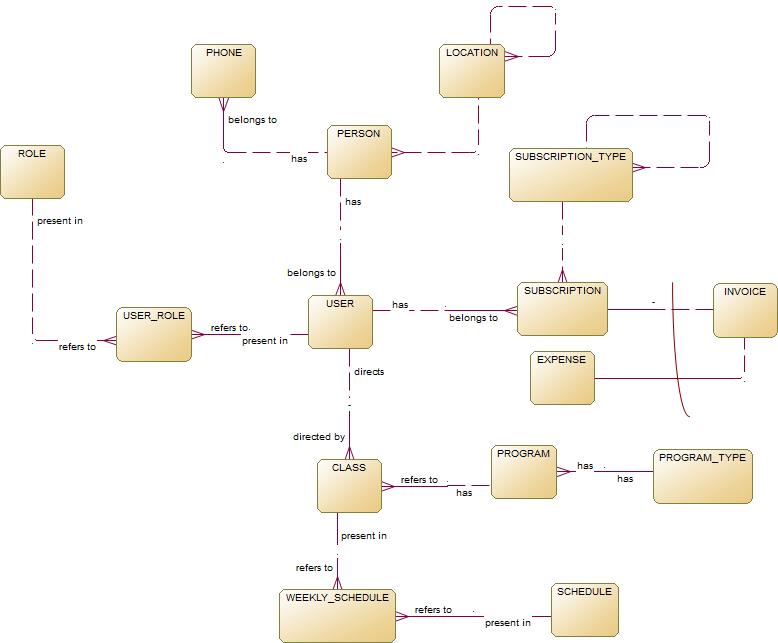 PHONE
LOCATION
belongs to
PERSON
has
ROLE
SUBSCRIPTION_TYPE
has
present in
belongs to
SUBSCRIPTION
INVOICE
USER
has
USER_ROLE
refers to
belongs to
present in
refers to
EXPENSE
directs
directed by
CLASS
PROGRAM
PROGRAM_TYPE
has
refers to
has
has
present in
refers to
WEEKLY_SCHEDULE
SCHEDULE
refers to
present in